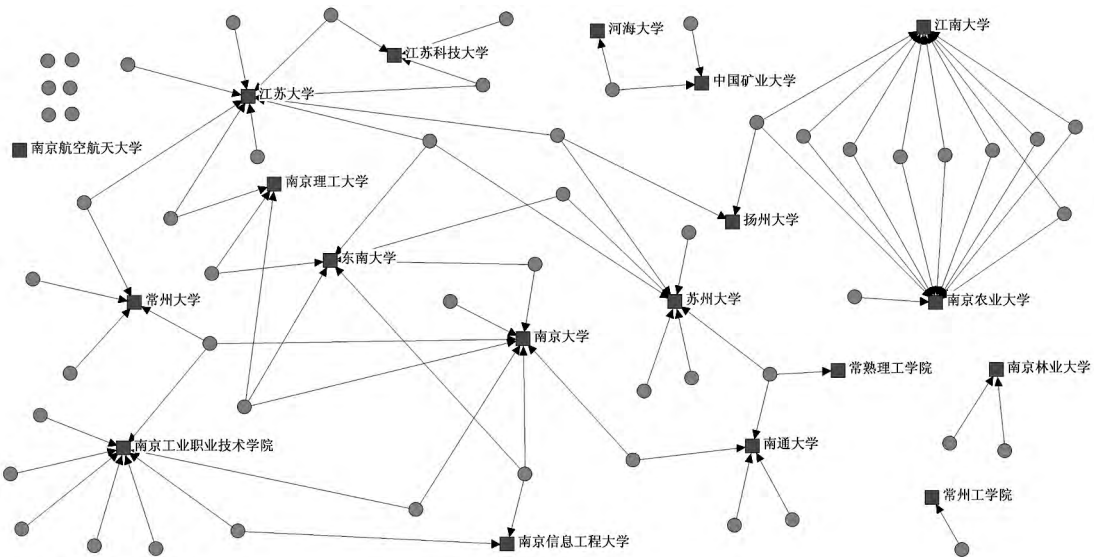 河海大学
江南大学
江苏科技大学
中国矿业大学
江苏大学
南京航空航天大学
南京理工大学
扬州大学
东南大学
常州大学
苏州大学
南京农业大学
南京大学
常熟理工学院
南京林业大学
南京工业职业技术学院
南通大学
常州工学院
南京信息工程大学